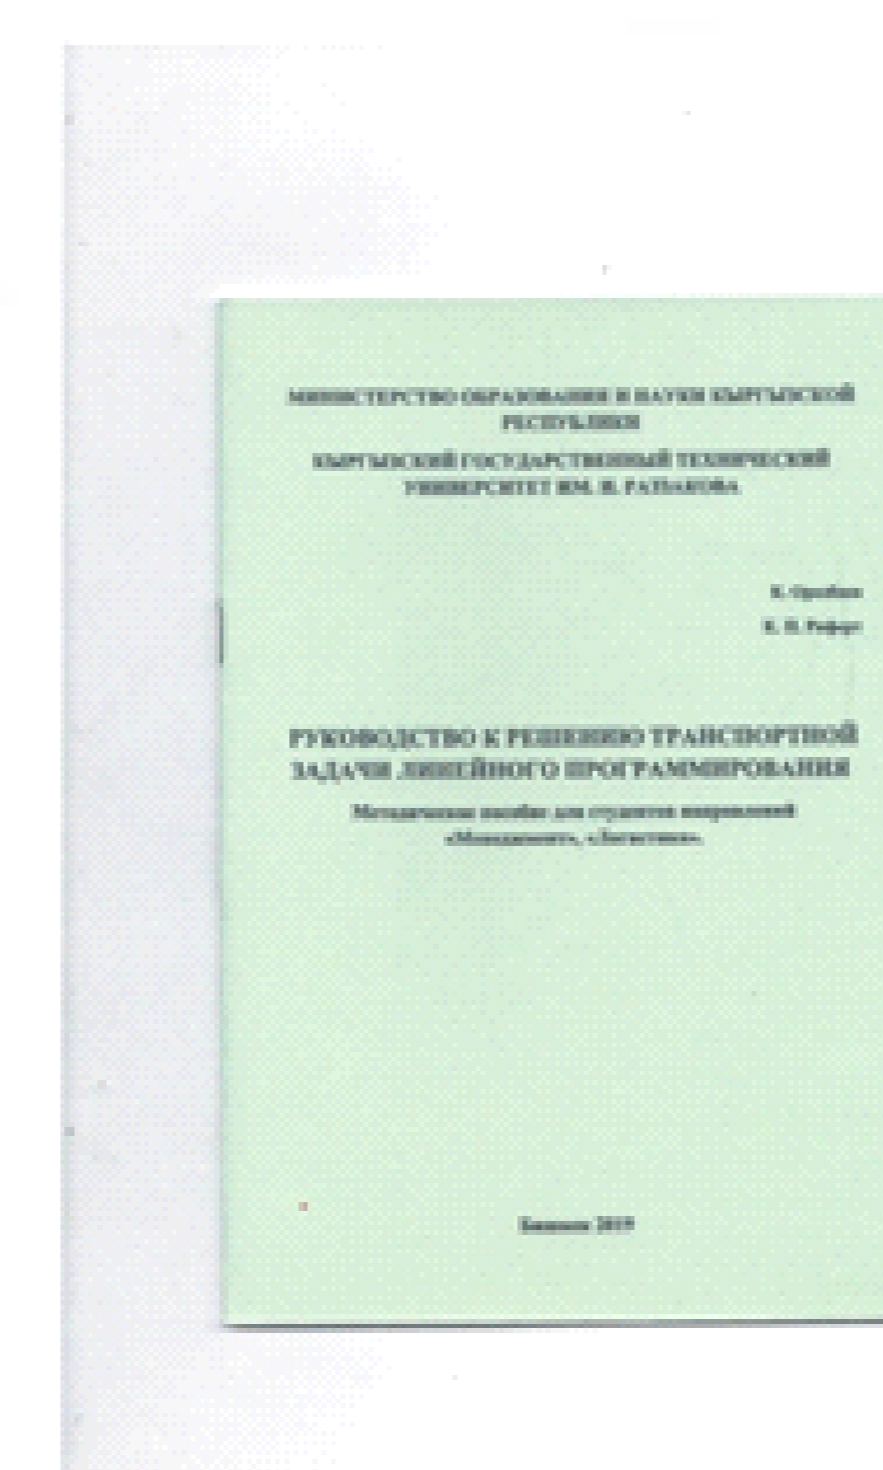 МИНИСТЕРСТВО ОБРАЗОВАНИЯ И НАУКИ КЫРГЫЗСКОЙ
РЕСПУБЛИКИ
КЫРГЫЗСКИЙ ГОСУДАРСТВЕННЫЙ ТЕХНИЧЕСКИЙ
УНИВЕРСИТЕТ ИМ. И. РАЗЗАКОВА
К.
К. П.
РУКОВОДСТВО К РЕШЕНИЮ ТРАНСПОРТНОЙ
ЗАДАЧИ ЛИНЕЙНОГО ПРОГРАММИРОВАНИЯ
Методическое пособие для студентов направлений
«Менеджмент», «Логистика».
Бишкек 2019